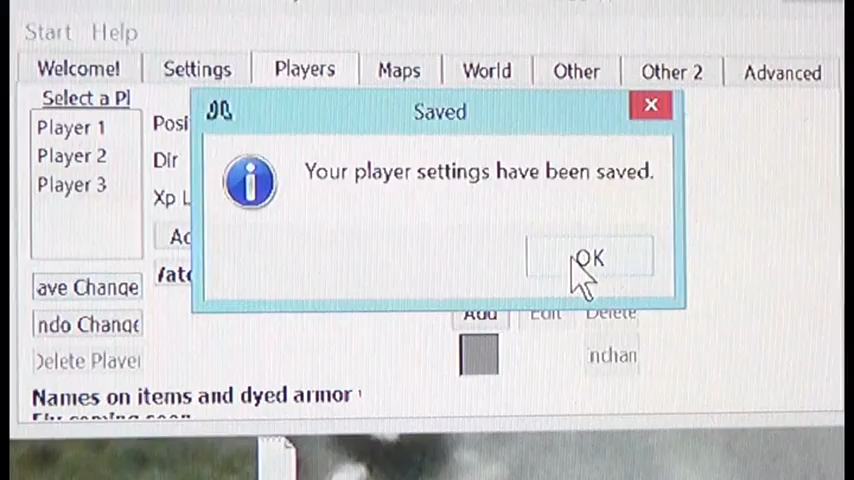 Start Help
Welcome! Settings Players Maps World Other Other 2 Advanced
Select a Pl
Player 1
Player 2
Player 3
Posi
Dir
Xp L
Ac
Saved
Your player settings have been saved.
OK
ave Change
ndo Change
Delete Player
Add Edit Delete
nchan
Names on items and dyed armor